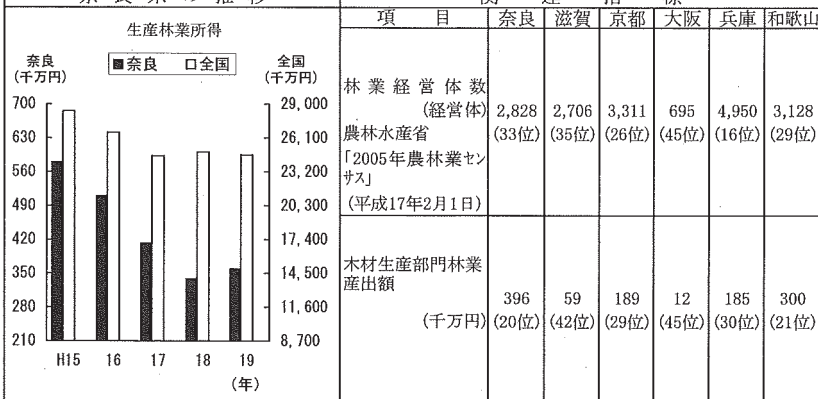 奈良県の推移
関連指標
生産林業所得
奈良
(千万円)
■奈良 □全国
全国
(千万円)
700
630
560
490
420
350
280
210
29,000
26,100
23,200
20,300
17,400
14,500
11,600
8,700
H15 16 17 18 19
(年)
項目 奈良 滋賀 京都 大阪 兵庫 和歌山
林業経営体数
(経営体) 2,828 2,706 3,311 695 4,950 3,128
農林水産省 (33位) (35位) (26位) (45位) (16位) (29位)
「2005年農林業セン
サス」
(平成17年2月1日)
木材生産部門林業
産出額
396 59 189 12 185 300
(千万円) (20位) (42位) (29位) (45位) (30位) (21位)